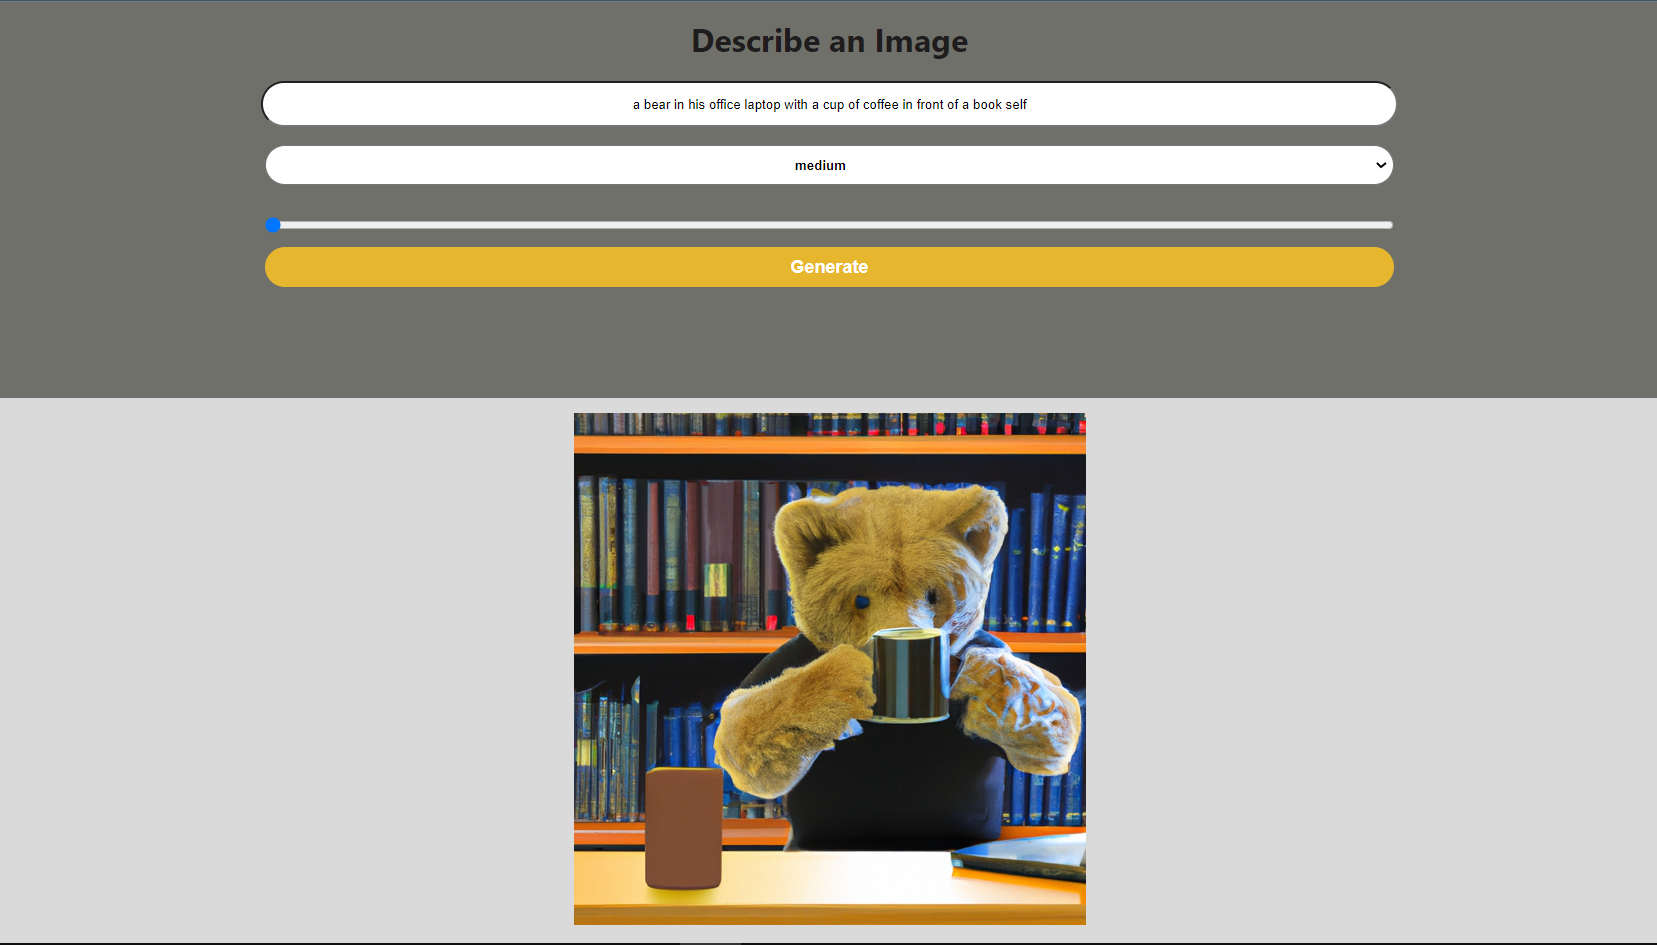 Describe an Image
a bear in his office laptop with a cup of coffee in front of a book self
medium
Generate